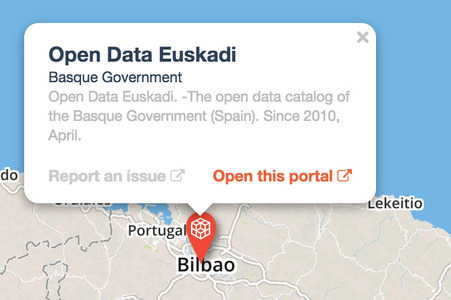 Open Data Euskadi
Basque Government
Open Data Euskadi. -The open data catalog of
the Basque Government (Spain). Since 2010,
April.
Report an issue
Open this portal
Lekeitio
Portugal
Bilbao